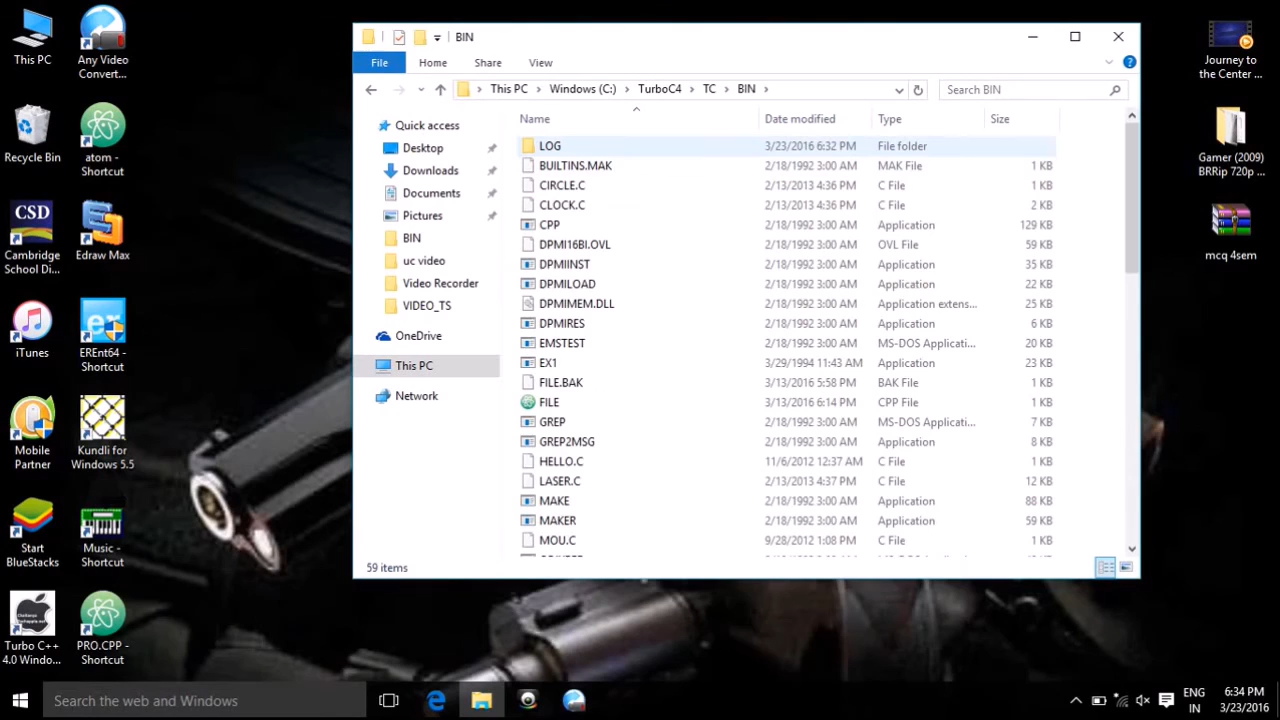 This PC
Any Video
Convert...
Recycle Bin
atom -
Shortcut
CSD
Cambridge
School Di...
Edraw Max
iTunes
er
EREnt64 -
Shortcut
Mobile
Partner
Kundli for
Windows 5.5
Start
BlueStacks
Music -
Shortcut
Turbo C++
4.0 Windo...
PRO.CPP -
Shortcut
BIN
File
Home
Share
View
This PC
Windows (C:)
TurboC4
TC
BIN
Search BIN
Quick access
Desktop
Downloads
Documents
Pictures
BIN
uc video
Video Recorder
VIDEO_TS
OneDrive
This PC
Network
Name Date modified Type Size
LOG 3/23/2016 6:32 PM File folder
BUILTINS.MAK 2/18/1992 3:00 AM MAK File 1 KB
CIRCLE.C 2/13/2013 4:36 PM C File 1 KB
CLOCK.C 2/13/2013 4:36 PM C File 2 KB
CPP 2/18/1992 3:00 AM Application 129 KB
DPMI16BI.OVL 2/18/1992 3:00 AM OVL File 59 KB
DPMIINST 2/18/1992 3:00 AM Application 35 KB
DPMILOAD 2/18/1992 3:00 AM Application 22 KB
DPMIMEM.DLL 2/18/1992 3:00 AM Application exten... 25 KB
DPMIRES 2/18/1992 3:00 AM Application 6 KB
EMSTEST 2/18/1992 3:00 AM MS-DOS Applicati... 20 KB
EX1 3/29/1994 11:43 AM Application 23 KB
FILE.BAK 3/13/2016 5:58 PM BAK File 1 KB
FILE 3/13/2016 6:14 PM CPP File 1 KB
GREP 2/18/1992 3:00 AM MS-DOS Applicati... 7 KB
GREP2MSG 2/18/1992 3:00 AM Application 8 KB
HELLO.C 11/6/2012 12:37 AM C File 1 KB
LASER.C 2/13/2013 4:37 PM C File 12 KB
MAKE 2/18/1992 3:00 AM Application 88 KB
MAKER 2/18/1992 3:00 AM Application 59 KB
MOU.C 9/28/2012 1:08 PM C File 1 KB
59 items
Journey to
the Center ...
Gamer (2009)
BRRip 720p ...
mcq 4sem
Search the web and Windows
ENG
IN
6:34 PM
3/23/2016